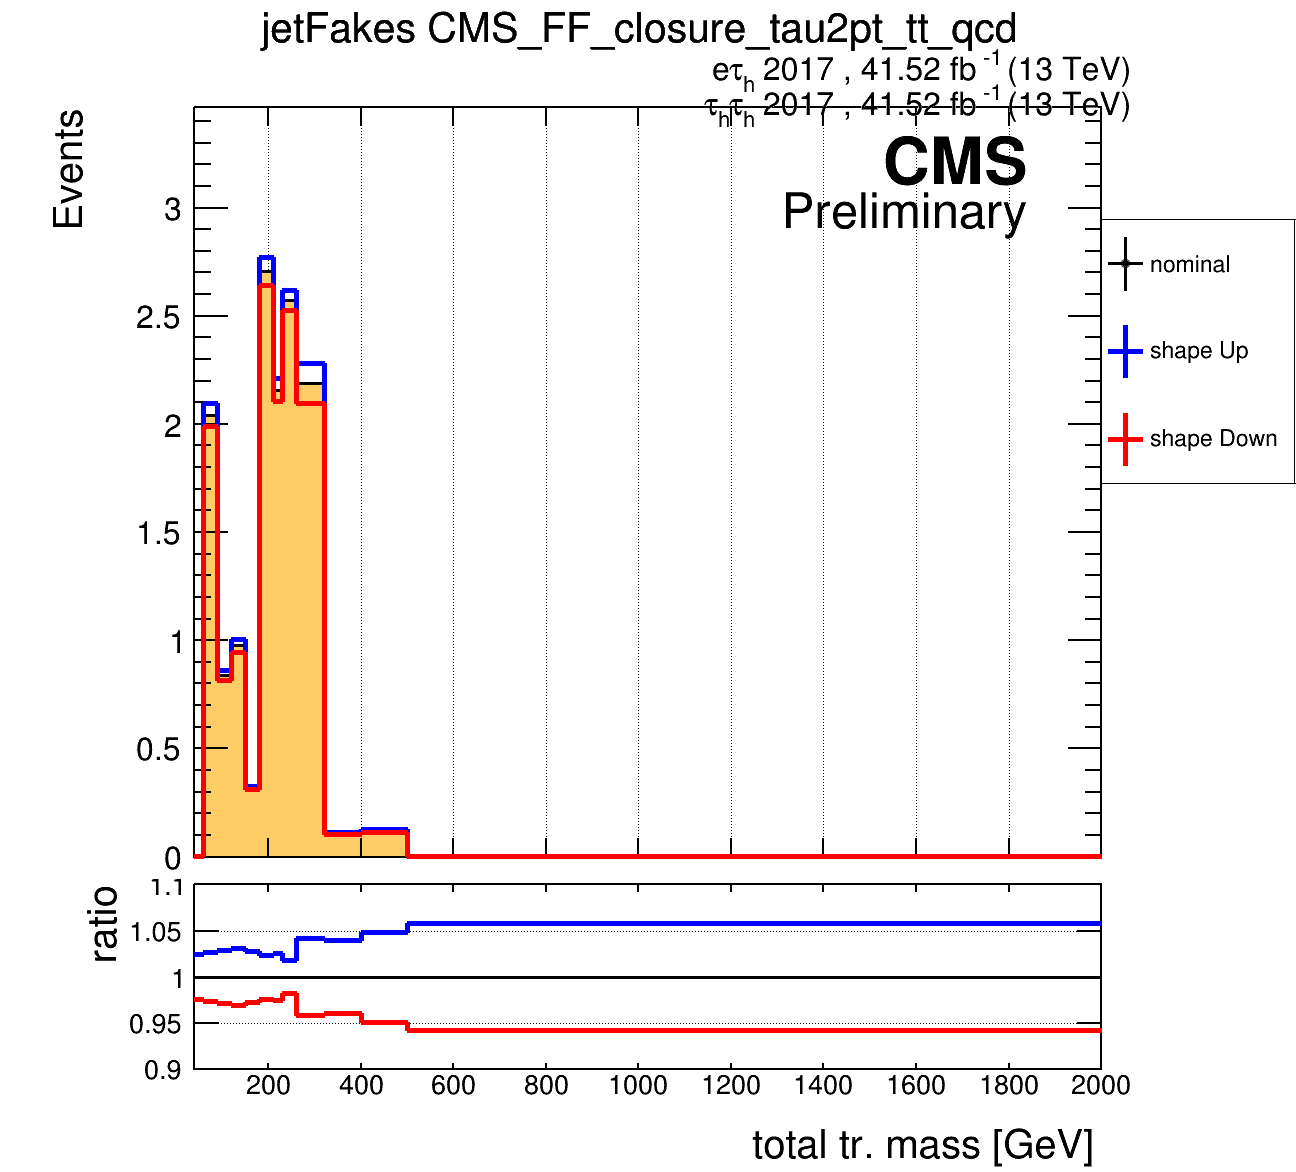 jetFakes CMS_FF_closure_tau2pt_tt_qcd
eτh 2017 , 41.52 fb-1 (13 TeV)
τhτh 2017 , 41.52 fb-1 (13 TeV)
CMS
Preliminary
Events
3
2.5
2
1.5
1
0.5
0
nominal
shape Up
shape Down
ratio
1.1
1.05
1
0.95
0.9
200 400 600 800 1000 1200 1400 1600 1800 2000
total tr. mass [GeV]